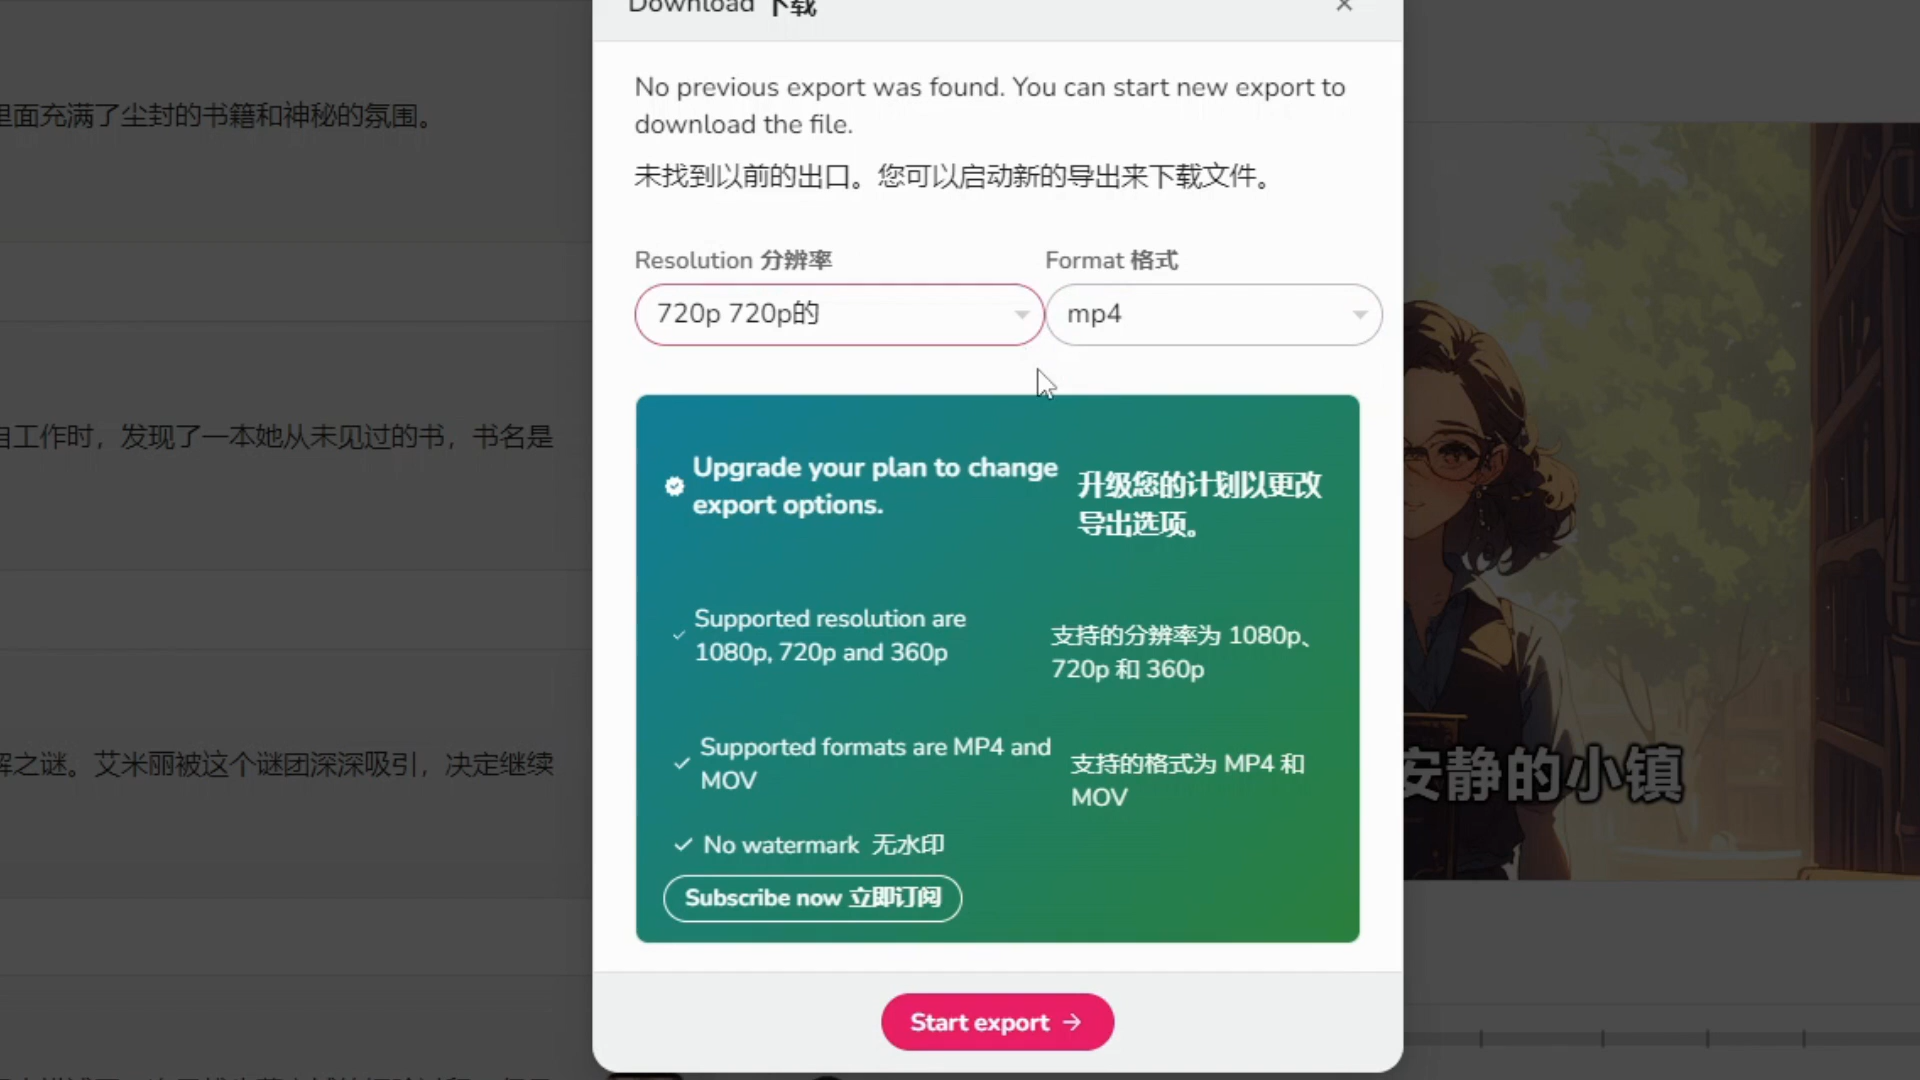 Download 下载
No previous export was found. You can start new export to
download the file.
未找到以前的出口。您可以启动新的导出来下载文件。
Resolution 分辨率
Format 格式
720p 720p的
mp4
Upgrade your plan to change
export options.
升级您的计划以更改
导出选项。
Supported resolution are
1080p, 720p and 360p
支持的分辨率为 1080p、
720p 和 360p
Supported formats are MP4 and
MOV
支持的格式为 MP4 和
MOV
No watermark 无水印
Subscribe now 立即订阅
Start export →
里面充满了尘封的书籍和神秘的氛围。
自工作时，发现了一本她从未见过的书，书名是
解之谜。艾米丽被这个谜团深深吸引，决定继续
安静的小镇